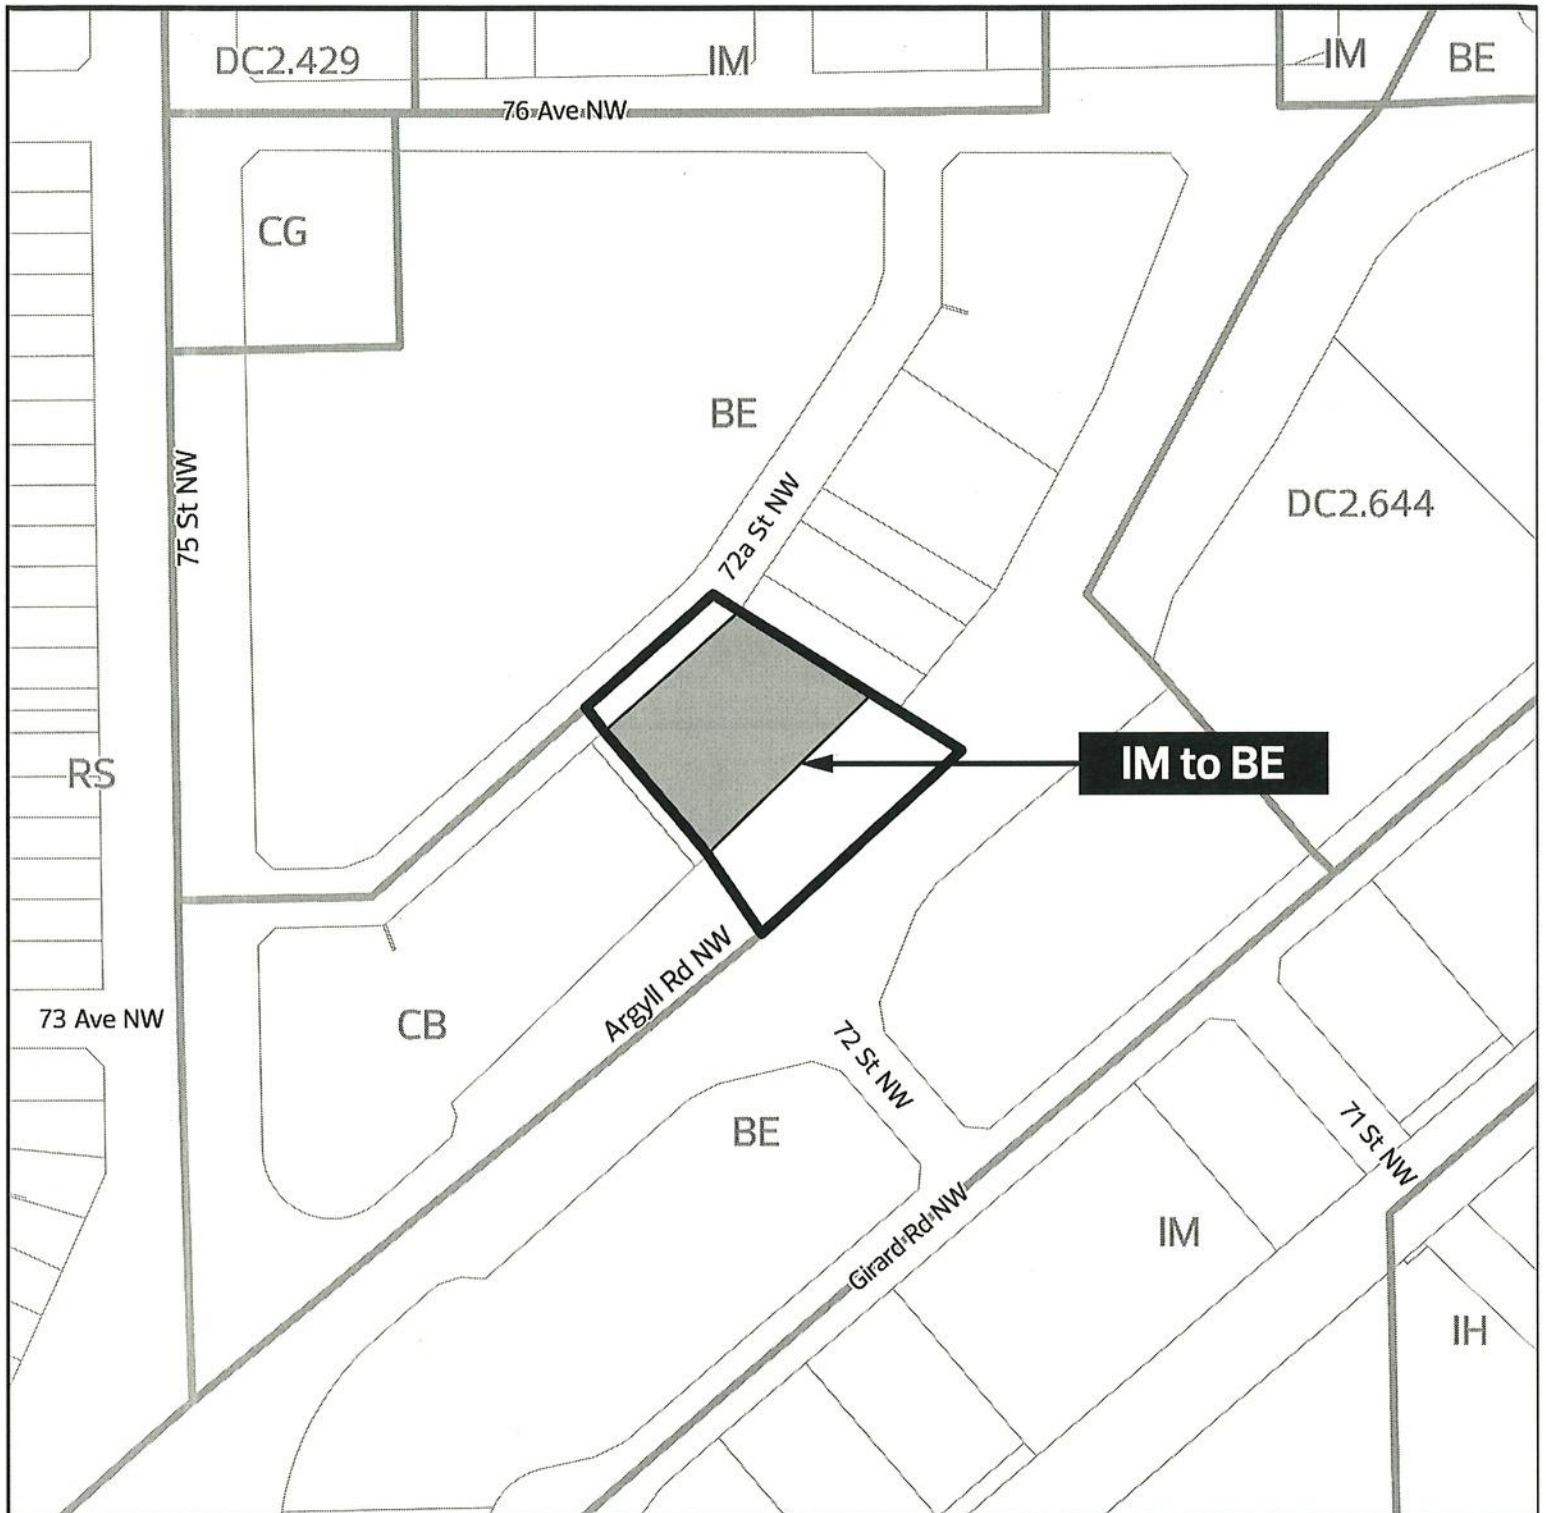 DC2.429
IM
IM
BE
76 Ave NW
CG
BE
75 St NW
72a St NW
DC2.644
RS
IM to BE
73 Ave NW
CB
Argyll Rd NW
72 St NW
BE
71 St NW
Girard Rd NW
IM
IH